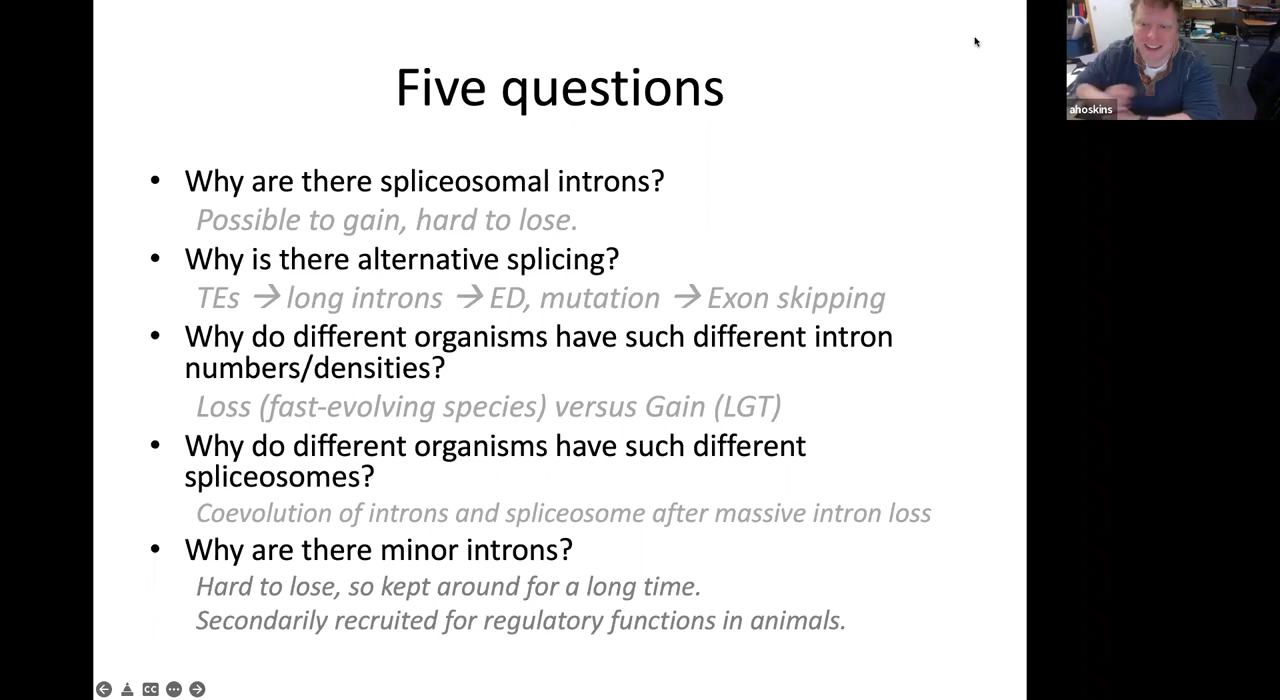 Five questions
• Why are there spliceosomal introns?
Possible to gain, hard to lose.
• Why is there alternative splicing?
TEs → long introns → ED, mutation → Exon skipping
• Why do different organisms have such different intron
numbers/densities?
Loss (fast-evolving species) versus Gain (LGT)
• Why do different organisms have such different
spliceosomes?
Coevolution of introns and spliceosome after massive intron loss
• Why are there minor introns?
Hard to lose, so kept around for a long time.
Secondarily recruited for regulatory functions in animals.
CC
ahoskins